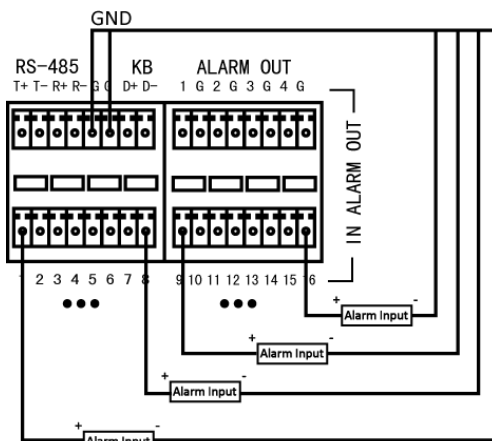 GND
RS-485 KB ALARM OUT
T+ T- R+ R- G G D+ D- 1 G 2 G 3 G 4 G
IN ALARM OUT
1 2 3 4 5 6 7 8 9 10 11 12 13 14 15 16
+ Alarm Input -
+ Alarm Input -
+ Alarm Input -
+ Alarm Input -